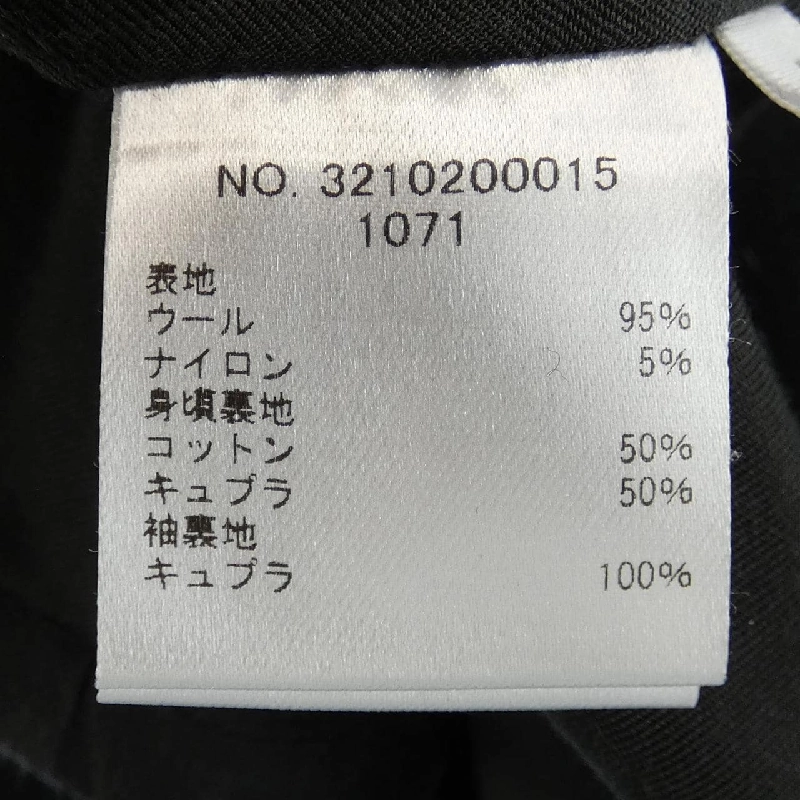 NO. 3210200015
1071
表地
ウール 95%
ナイロン 5%
身頃裏地
コットン 50%
キュプラ 50%
袖裏地
キュプラ 100%